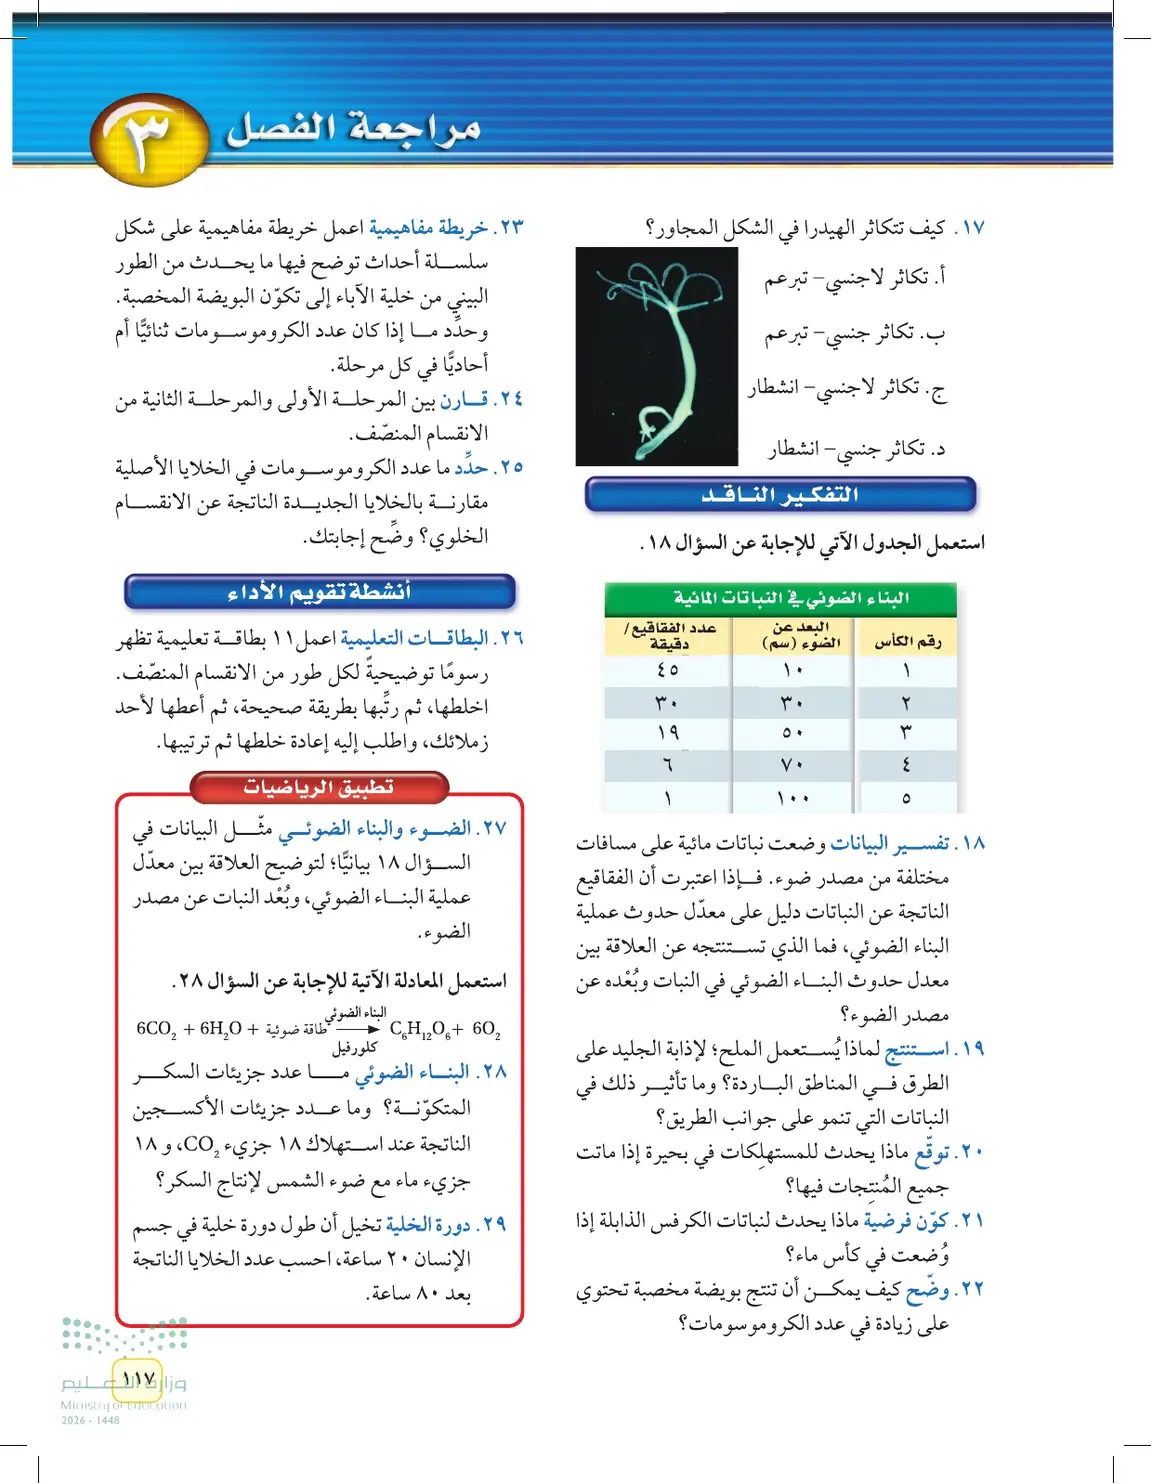 مراجعة الفصل
٣
١٧. كيف تتكاثر الهيدرا في الشكل المجاور؟
أ. تكاثر لاجنسي– تبرعم
ب. تكاثر جنسي– تبرعم
ج. تكاثر لاجنسي– انشطار
د. تكاثر جنسي– انشطار
التفكير الناقد
استعمل الجدول الآتي للإجابة عن السؤال ١٨.
البناء الضوئي في النباتات المائية
رقم الكأس | البعد عن الضوء (سم) | عدد الفقاقيع/ دقيقة
١ | ١٠ | ٤٥
٢ | ٣٠ | ٣٠
٣ | ٥٠ | ١٩
٤ | ٧٠ | ٦
٥ | ١٠٠ | ١
١٨. تفسير البيانات وضعت نباتات مائية على مسافات
مختلفة من مصدر ضوء. فإذا اعتبرت أن الفقاقيع
الناتجة عن النباتات دليل على معدّل حدوث عملية
البناء الضوئي، فما الذي تستنتجه عن العلاقة بين
معدل حدوث البناء الضوئي في النبات وبُعْده عن
مصدر الضوء؟
١٩. استنتج لماذا يُستعمل الملح؛ لإذابة الجليد على
الطرق في المناطق الباردة؟ وما تأثير ذلك في
النباتات التي تنمو على جوانب الطريق؟
٢٠. توقّع ماذا يحدث للمستهلِكات في بحيرة إذا ماتت
جميع المُنتِجات فيها؟
٢١. كوّن فرضية ماذا يحدث لنباتات الكرفس الذابلة إذا
وُضعت في كأس ماء؟
٢٢. وضّح كيف يمكن أن تنتج بويضة مخصبة تحتوي
على زيادة في عدد الكروموسومات؟
٢٣. خريطة مفاهيمية اعمل خريطة مفاهيمية على شكل
سلسلة أحداث توضح فيها ما يحدث من الطور
البيني من خلية الآباء إلى تكوّن البويضة المخصبة.
وحدِّد ما إذا كان عدد الكروموسومات ثنائيًّا أم
أحاديًّا في كل مرحلة.
٢٤. قارن بين المرحلة الأولى والمرحلة الثانية من
الانقسام المنصّف.
٢٥. حدِّد ما عدد الكروموسومات في الخلايا الأصلية
مقارنة بالخلايا الجديدة الناتجة عن الانقسام
الخلوي؟ وضِّح إجابتك.
أنشطة تقويم الأداء
٢٦. البطاقات التعليمية اعمل١١ بطاقة تعليمية تظهر
رسومًا توضيحيةً لكل طور من الانقسام المنصّف.
اخلطها، ثم رتِّبها بطريقة صحيحة، ثم أعطها لأحد
زملائك، واطلب إليه إعادة خلطها ثم ترتيبها.
تطبيق الرياضيات
٢٧. الضوء والبناء الضوئي مثّل البيانات في
السؤال ١٨ بيانيًّا؛ لتوضيح العلاقة بين معدّل
عملية البناء الضوئي، وبُعْد النبات عن مصدر
الضوء.
استعمل المعادلة الآتية للإجابة عن السؤال ٢٨.
البناء الضوئي
6CO₂ + 6H₂O + طاقة ضوئية ⟶ C₆H₁₂O₆ + 6O₂
كلورفيل
٢٨. البناء الضوئي ما عدد جزيئات السكر
المتكوّنة؟ وما عدد جزيئات الأكسجين
الناتجة عند استهلاك ١٨ جزيء CO₂، و ١٨
جزيء ماء مع ضوء الشمس لإنتاج السكر؟
٢٩. دورة الخلية تخيل أن طول دورة خلية في جسم
الإنسان ٢٠ ساعة، احسب عدد الخلايا الناتجة
بعد ٨٠ ساعة.
وزارة التعليم
١١٧
Ministry of Education
2026 - 1448